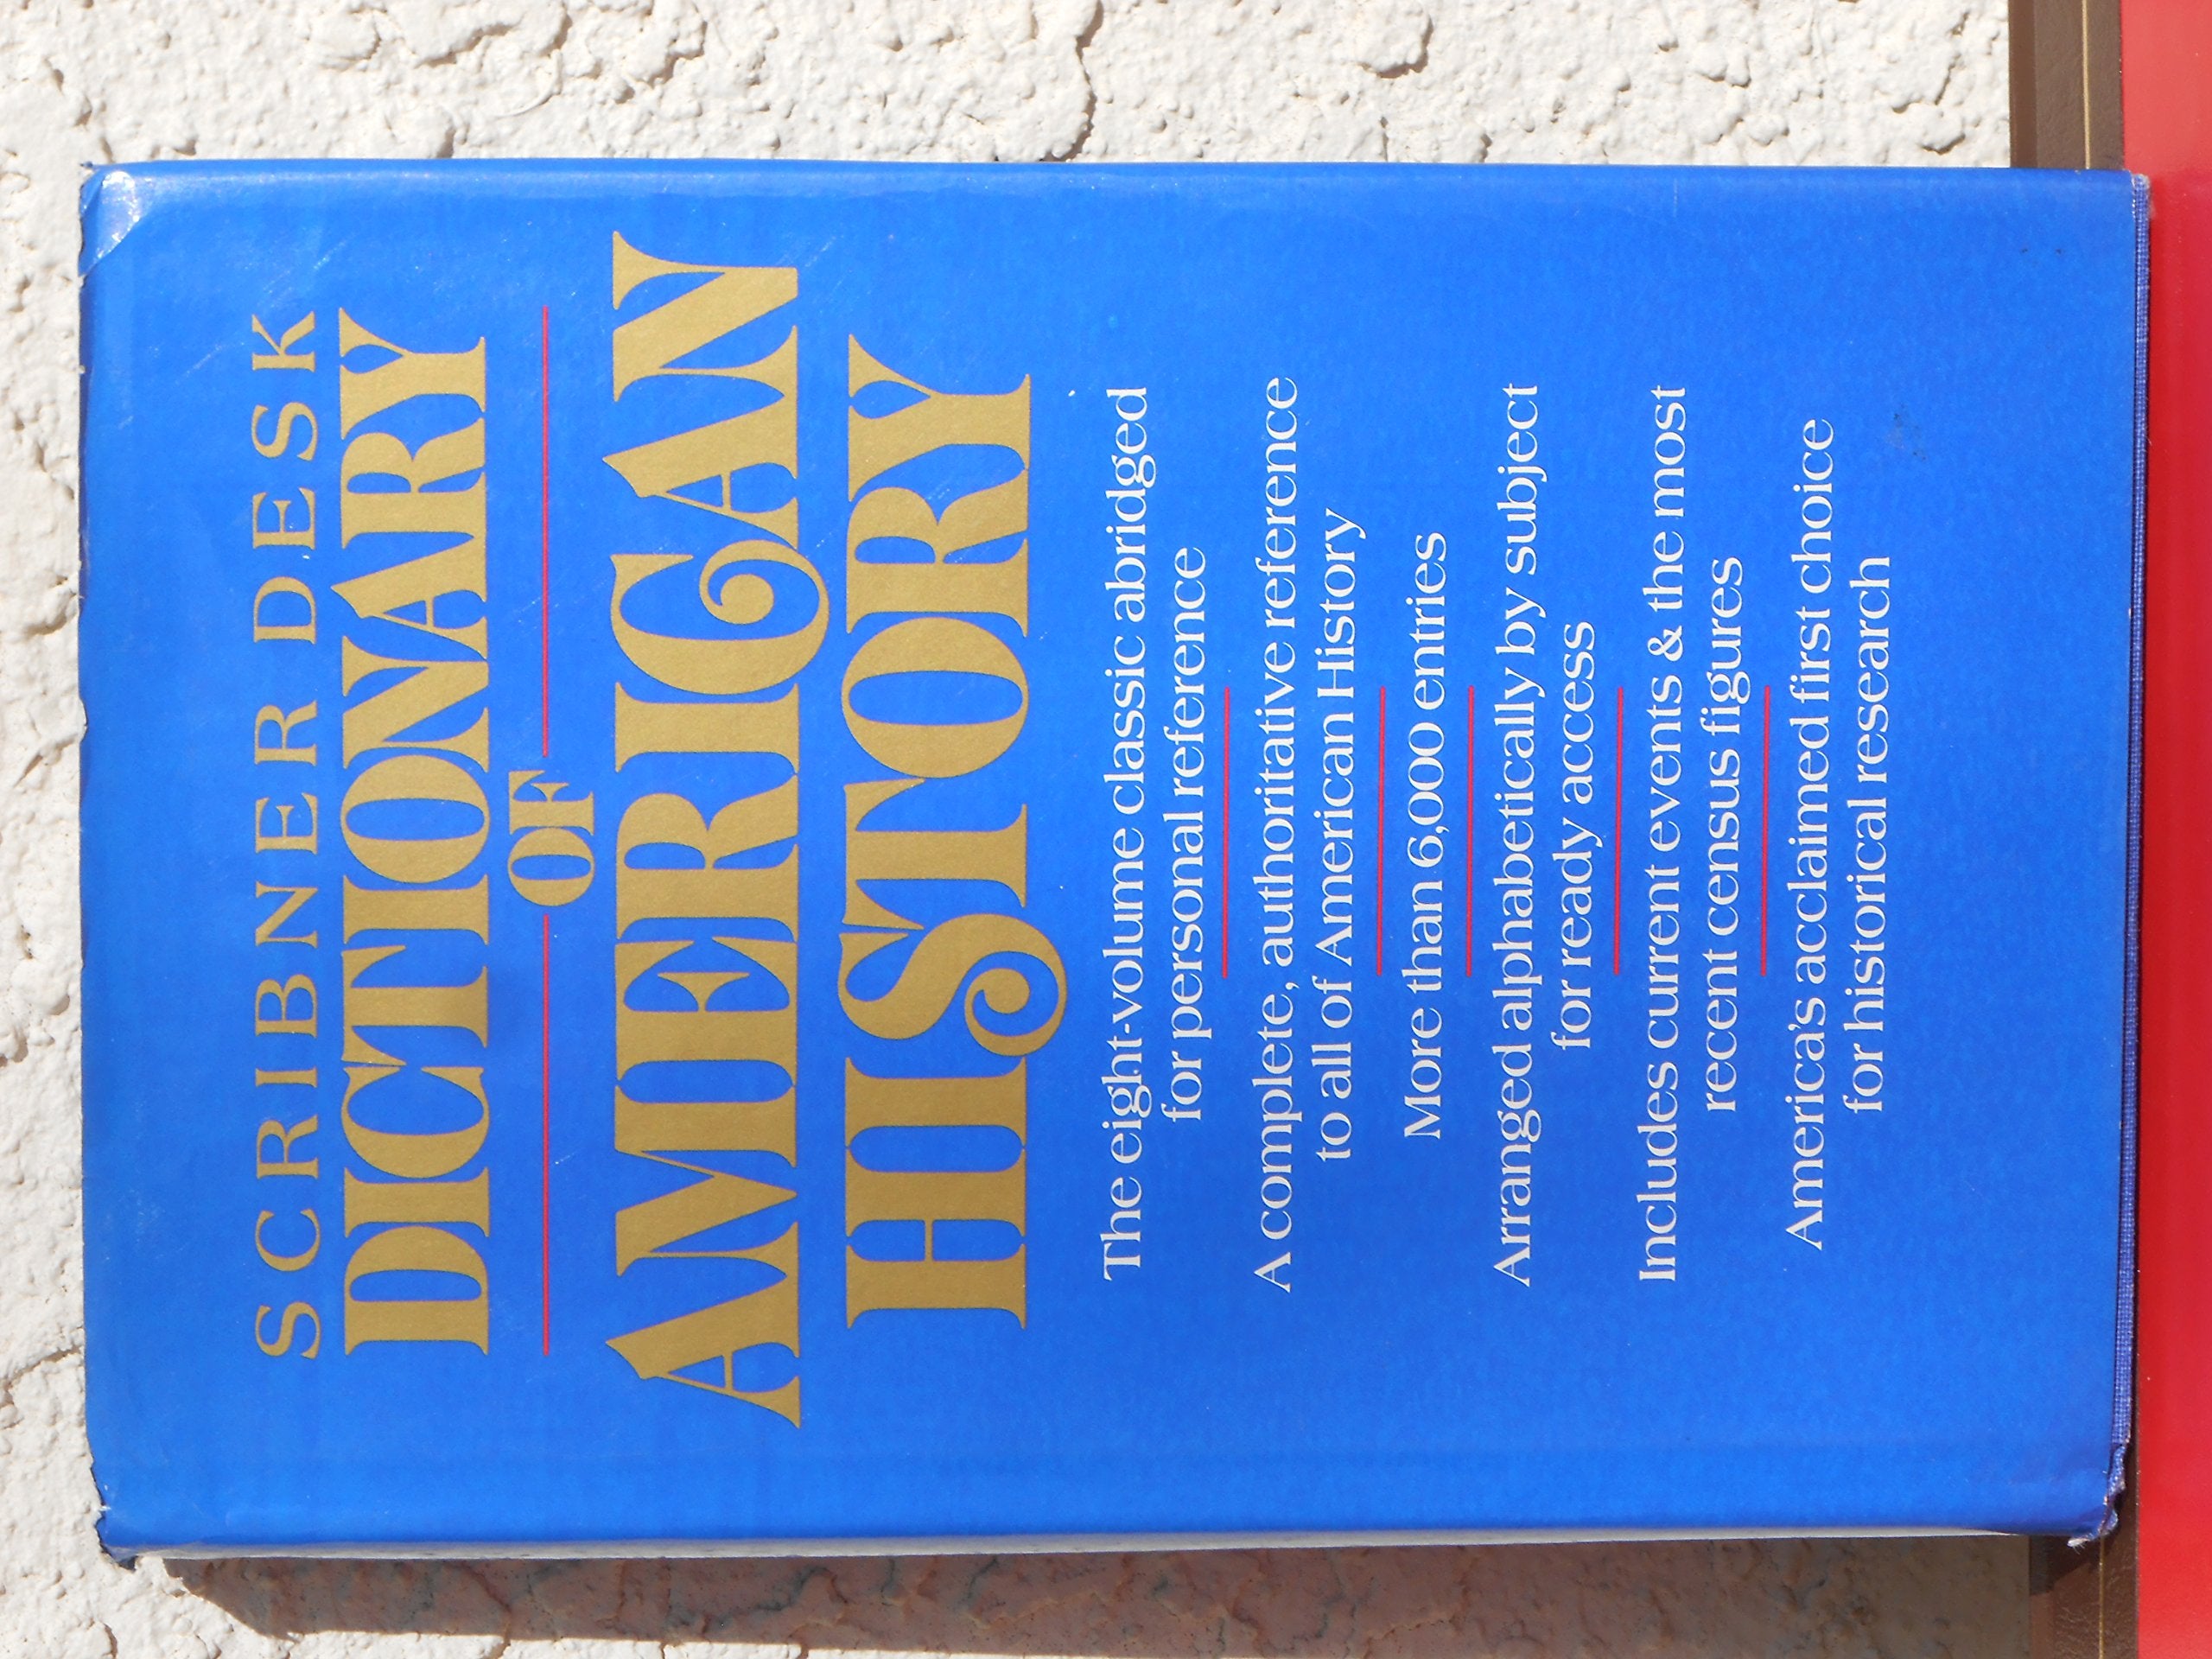 SCRIBNER DESK
DICTIONARY
OF
AMERICAN
HISTORY
The eight-volume classic abridged
for personal reference
A complete, authoritative reference
to all of American History
More than 6,000 entries
Arranged alphabetically by subject
for ready access
Includes current events & the most
recent census figures
America's acclaimed first choice
for historical research